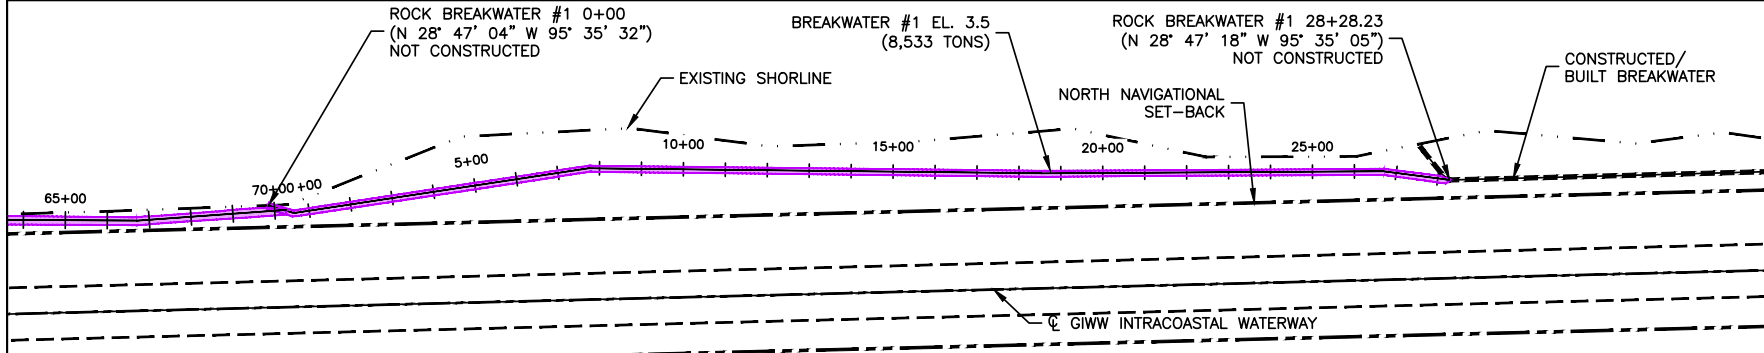 ROCK BREAKWATER #1 0+00
(N 28° 47' 04" W 95° 35' 32")
NOT CONSTRUCTED
BREAKWATER #1 EL. 3.5
(8,533 TONS)
ROCK BREAKWATER #1 28+28.23
(N 28° 47' 18" W 95° 35' 05")
NOT CONSTRUCTED
CONSTRUCTED/
BUILT BREAKWATER
EXISTING SHORLINE
NORTH NAVIGATIONAL
SET-BACK
65+00
70+00
+00
5+00
10+00
15+00
20+00
25+00
℄ GIWW INTRACOASTAL WATERWAY